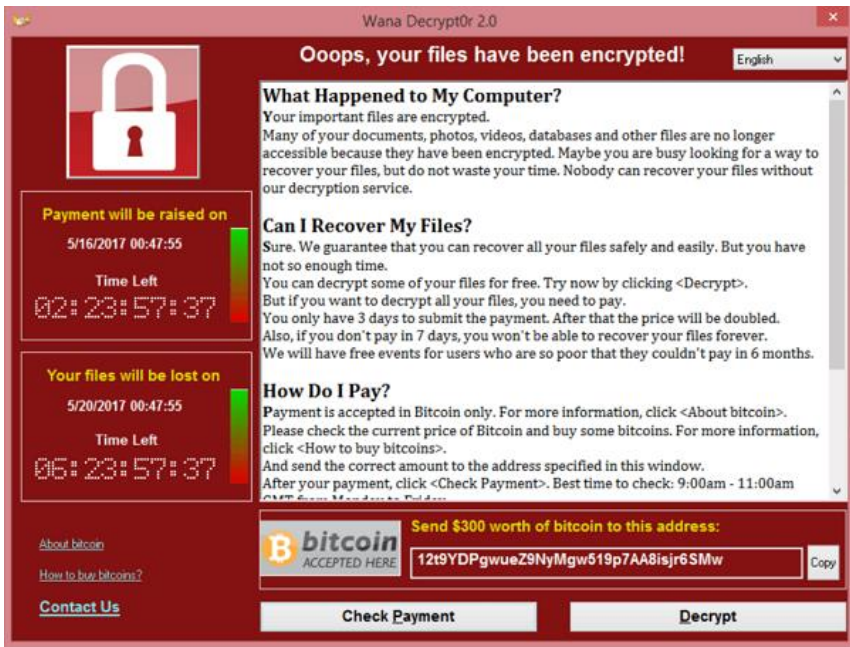 Wana Decrypt0r 2.0
Ooops, your files have been encrypted!
English
Payment will be raised on
5/16/2017 00:47:55
Time Left
02:23:57:37
Your files will be lost on
5/20/2017 00:47:55
Time Left
06:23:57:37
About bitcoin
How to buy bitcoins?
Contact Us
What Happened to My Computer?
Your important files are encrypted.
Many of your documents, photos, videos, databases and other files are no longer
accessible because they have been encrypted. Maybe you are busy looking for a way to
recover your files, but do not waste your time. Nobody can recover your files without
our decryption service.
Can I Recover My Files?
Sure. We guarantee that you can recover all your files safely and easily. But you have
not so enough time.
You can decrypt some of your files for free. Try now by clicking <Decrypt>.
But if you want to decrypt all your files, you need to pay.
You only have 3 days to submit the payment. After that the price will be doubled.
Also, if you don't pay in 7 days, you won't be able to recover your files forever.
We will have free events for users who are so poor that they couldn't pay in 6 months.
How Do I Pay?
Payment is accepted in Bitcoin only. For more information, click <About bitcoin>.
Please check the current price of Bitcoin and buy some bitcoins. For more information,
click <How to buy bitcoins>.
And send the correct amount to the address specified in this window.
After your payment, click <Check Payment>. Best time to check: 9:00am - 11:00am
GMT from Monday to Friday.
bitcoin
ACCEPTED HERE
Send $300 worth of bitcoin to this address:
12t9YDPgwueZ9NyMgw519p7AA8isjr6SMw
Copy
Check Payment
Decrypt